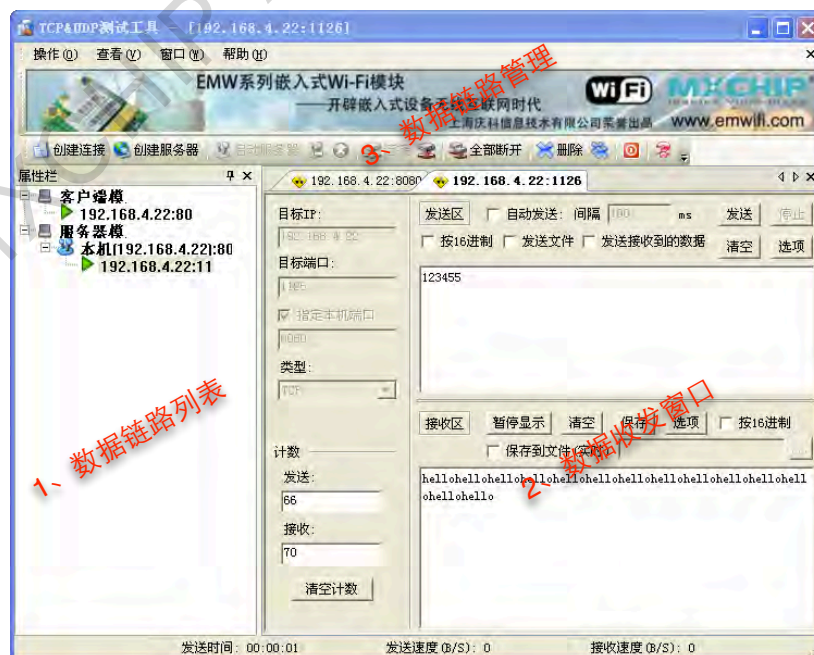 TCP&UDP测试工具 - [192.168.4.22:1126]
操作(O) 查看(V) 窗口(W) 帮助(H)
EMW系列嵌入式Wi-Fi模块
——开辟嵌入式设备无线互联网时代
上海庆科信息技术有限公司荣誉出品
Wi Fi
MXCHIP
www.emwifi.com
3、数据链路管理
创建连接 创建服务器 全部断开 删除
属性栏
客户端模
192.168.4.22:80
服务器模
本机[192.168.4.22]:80
192.168.4.22:11
1、数据链路列表
192.168.4.22:8080 192.168.4.22:1126
目标IP:
192.168.4.22
目标端口:
1126
指定本机端口
8080
类型:
TCP
计数
发送:
66
接收:
70
清空计数
发送区 自动发送: 间隔 100 ms 发送 停止
按16进制 发送文件 发送接收到的数据 清空 选项
123455
接收区 暂停显示 清空 保存 选项 按16进制
保存到文件(实时)
hellohellohellohellohellohellohellohellohellohellohellohell
ohellohello
2、数据收发窗口
发送时间: 00:00:01 发送速度(B/S): 0 接收速度(B/S): 0